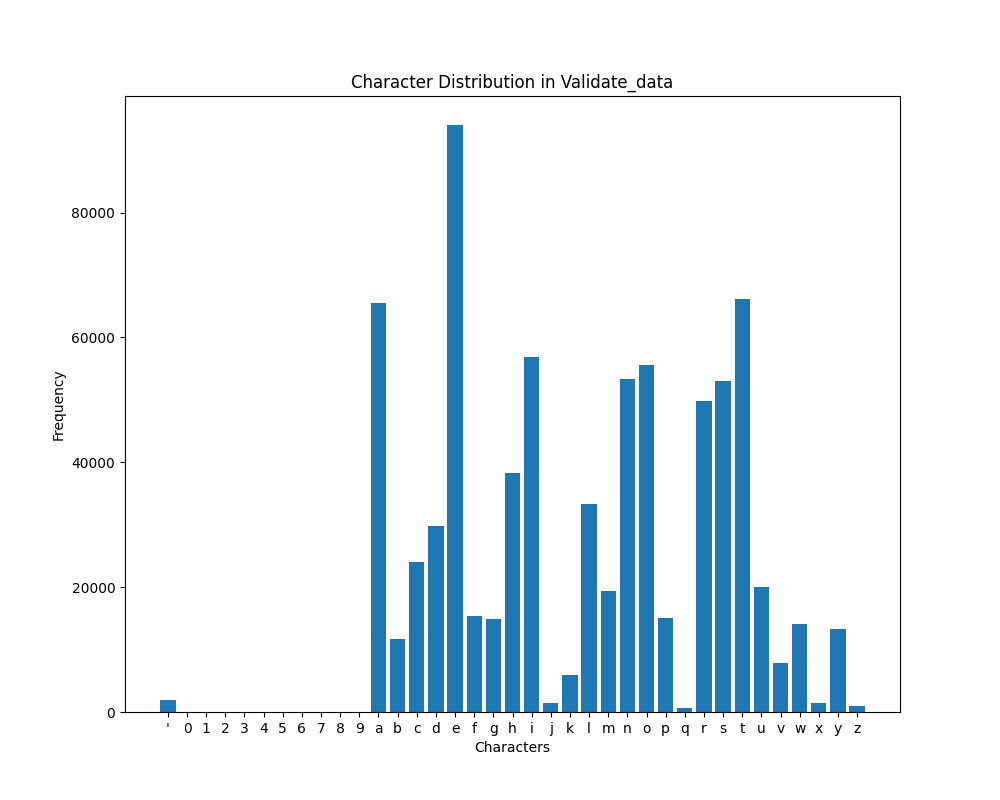 Character Distribution in Validate_data
Frequency
80000
60000
40000
20000
0
' 0 1 2 3 4 5 6 7 8 9 a b c d e f g h i j k l m n o p q r s t u v w x y z
Characters